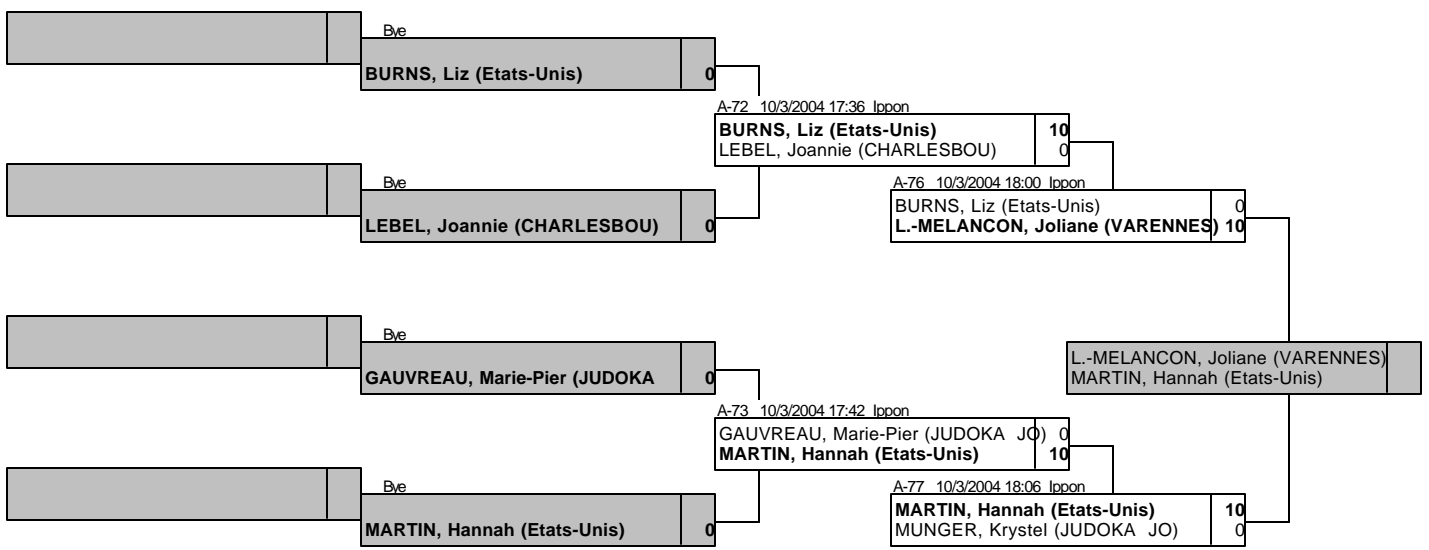 Bye
BURNS, Liz (Etats-Unis) 0
A-72 10/3/2004 17:36 Ippon
BURNS, Liz (Etats-Unis) 10
LEBEL, Joannie (CHARLESBOU) 0
Bye
LEBEL, Joannie (CHARLESBOU) 0
A-76 10/3/2004 18:00 Ippon
BURNS, Liz (Etats-Unis) 0
L.-MELANCON, Joliane (VARENNES) 10
Bye
GAUVREAU, Marie-Pier (JUDOKA 0
L.-MELANCON, Joliane (VARENNES)
MARTIN, Hannah (Etats-Unis)
A-73 10/3/2004 17:42 Ippon
GAUVREAU, Marie-Pier (JUDOKA JO) 0
MARTIN, Hannah (Etats-Unis) 10
Bye
MARTIN, Hannah (Etats-Unis) 0
A-77 10/3/2004 18:06 Ippon
MARTIN, Hannah (Etats-Unis) 10
MUNGER, Krystel (JUDOKA JO) 0